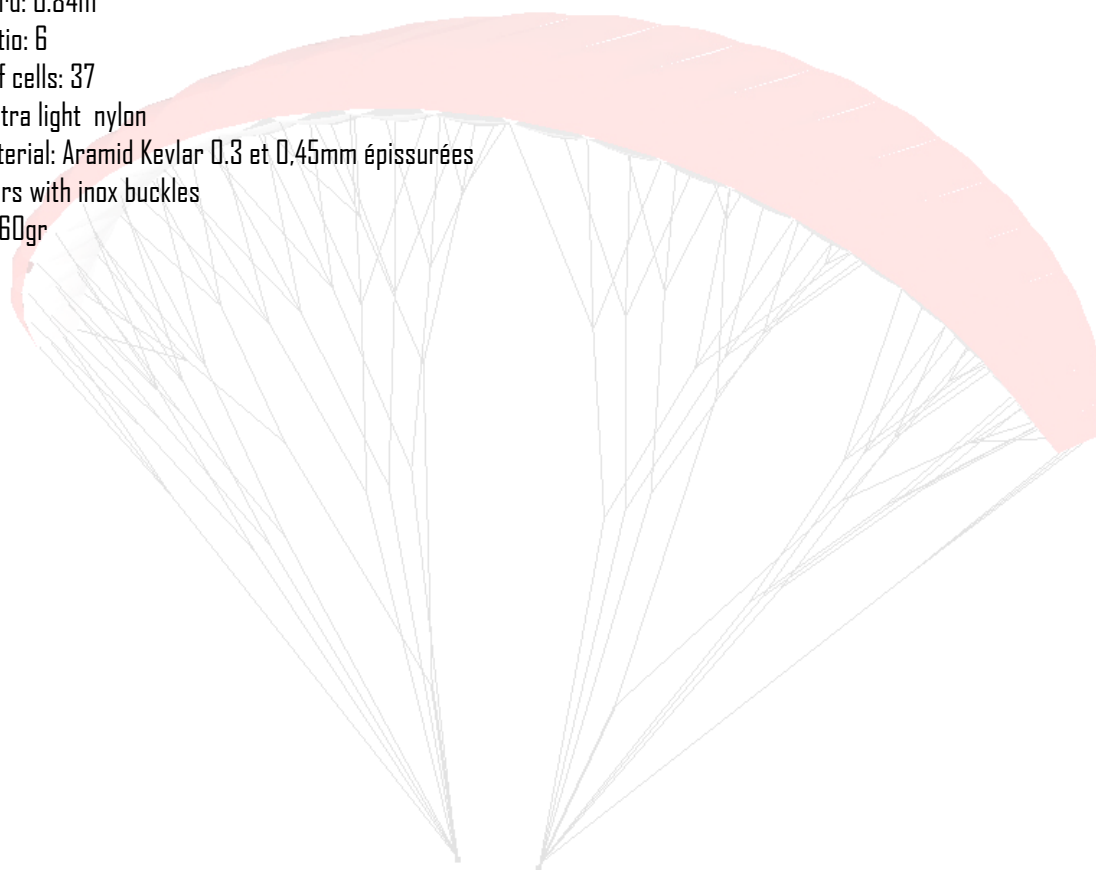 rd: 0.84m
tio: 6
f cells: 37
tra light nylon
terial: Aramid Kevlar 0.3 et 0,45mm épissurées
rs with inox buckles
60gr